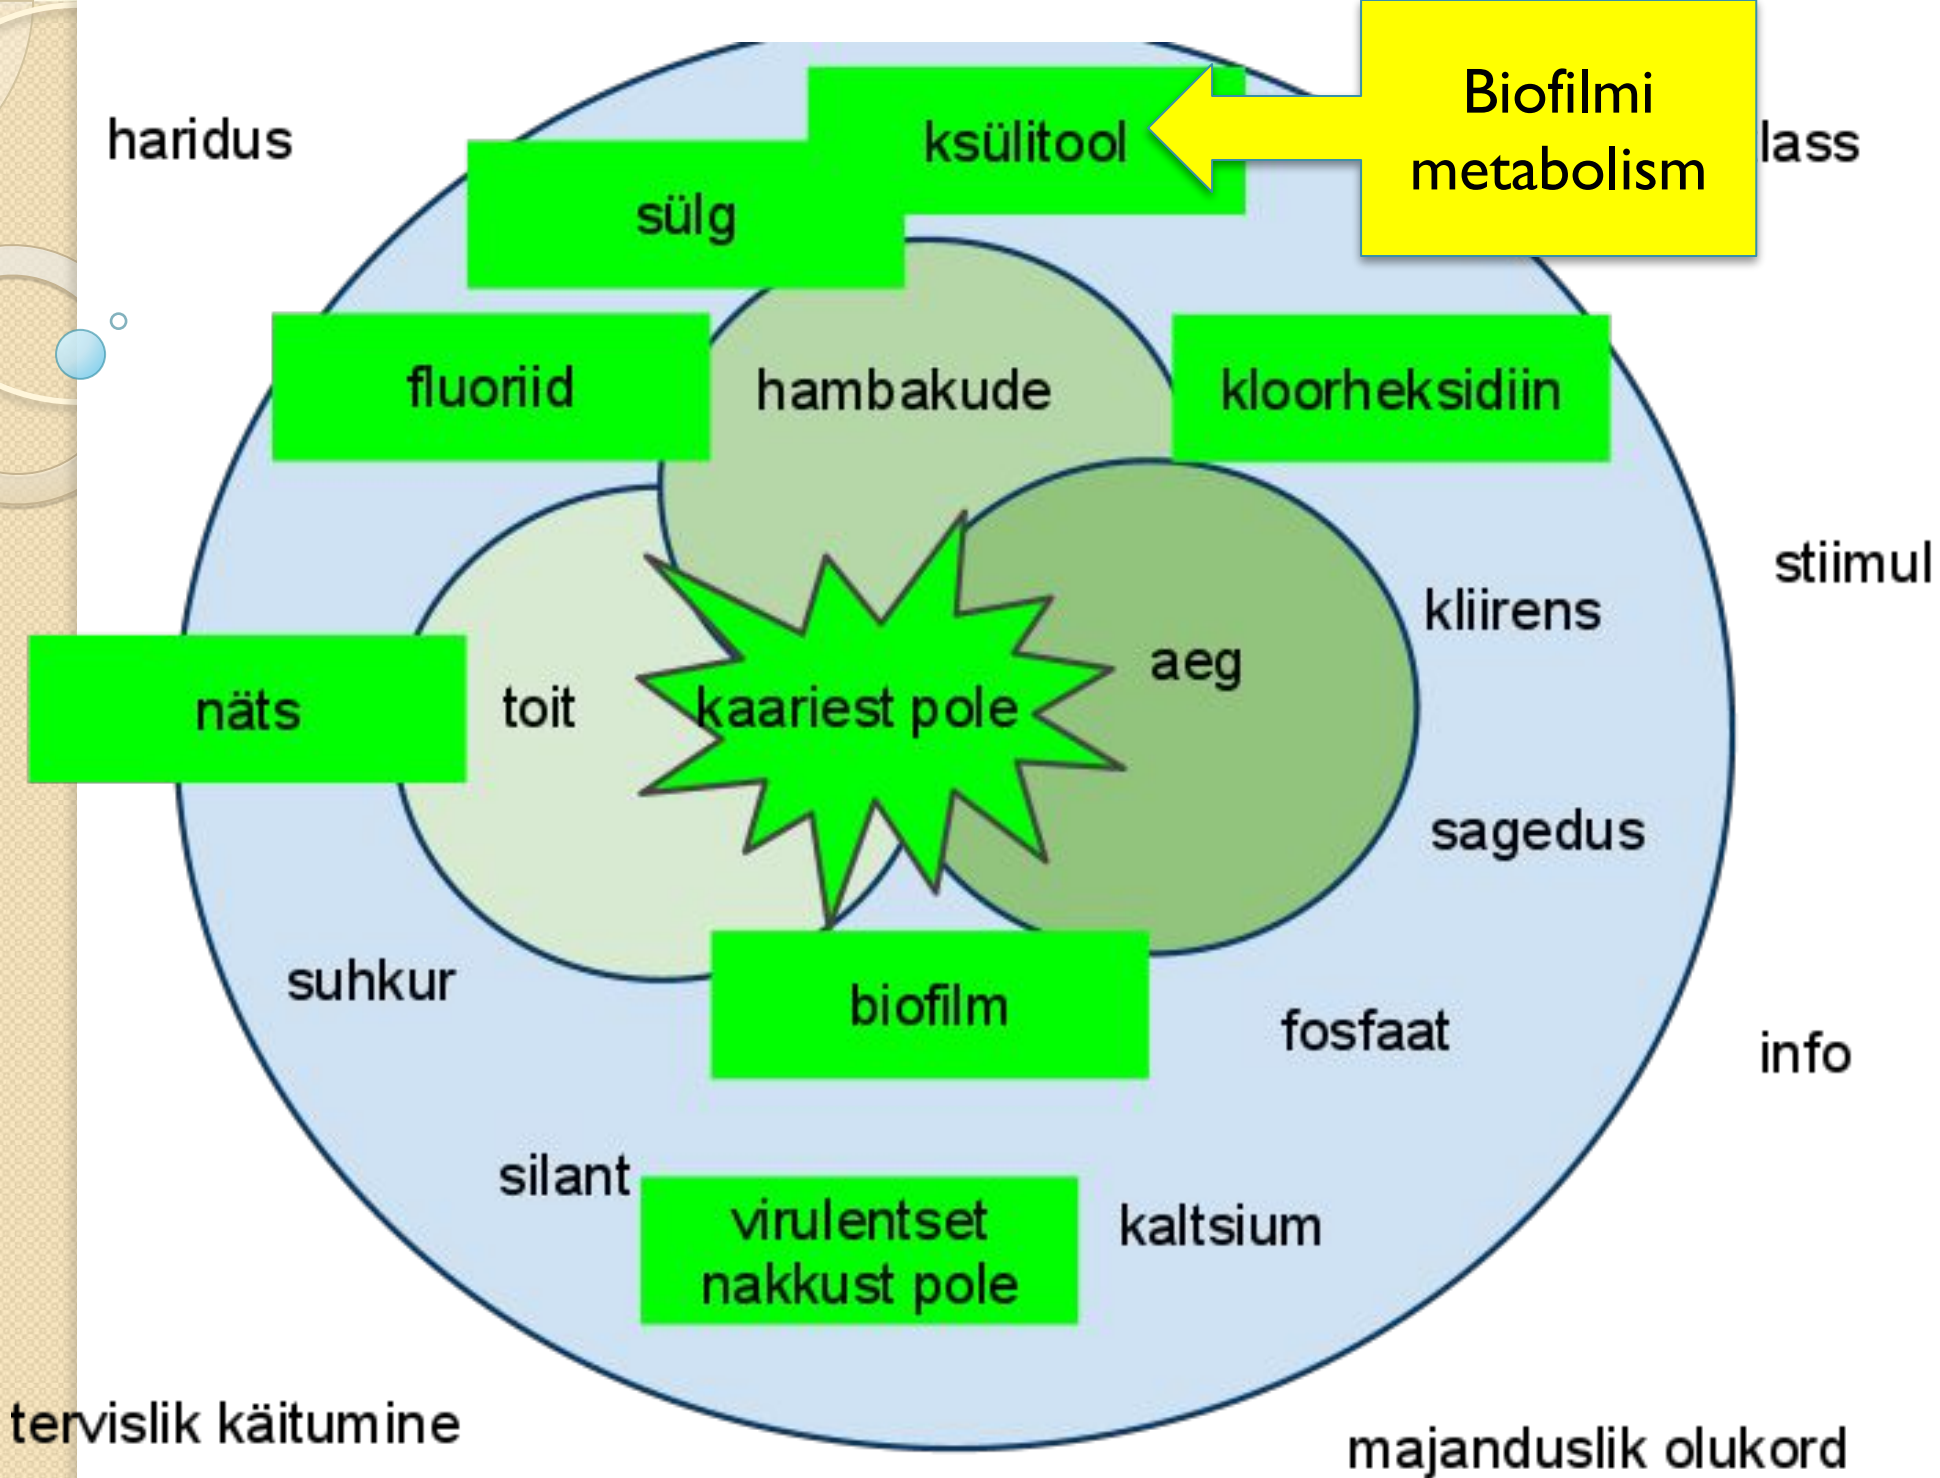 Biofilmi
metabolism
haridus
ksülitool
lass
sülg
fluoriid
hambakude
kloorheksidiin
stiimul
kliirens
aeg
näts
toit
kaariest pole
sagedus
suhkur
biofilm
fosfaat
info
silant
virulentset
nakkust pole
kaltsium
tervislik käitumine
majanduslik olukord